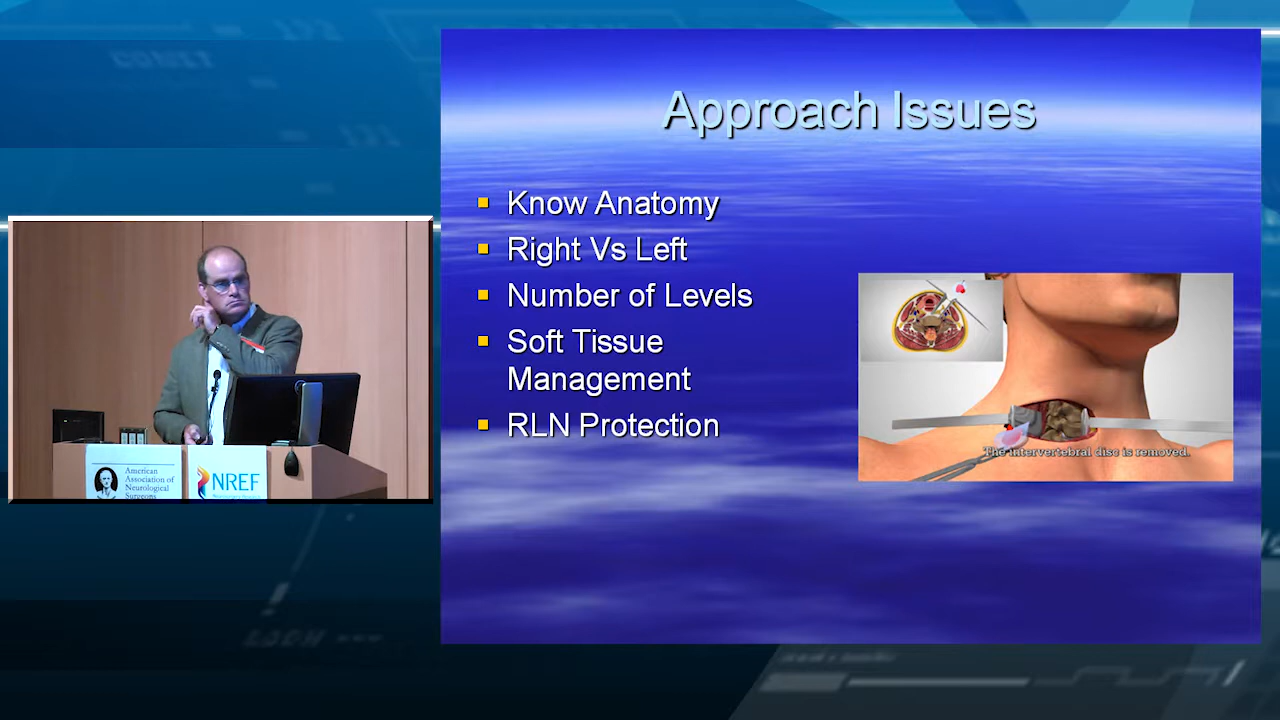 Approach Issues
Know Anatomy
Right Vs Left
Number of Levels
Soft Tissue
Management
RLN Protection
The intervertebral disc is removed.
American
Association of
Neurological
Surgeons
NREF